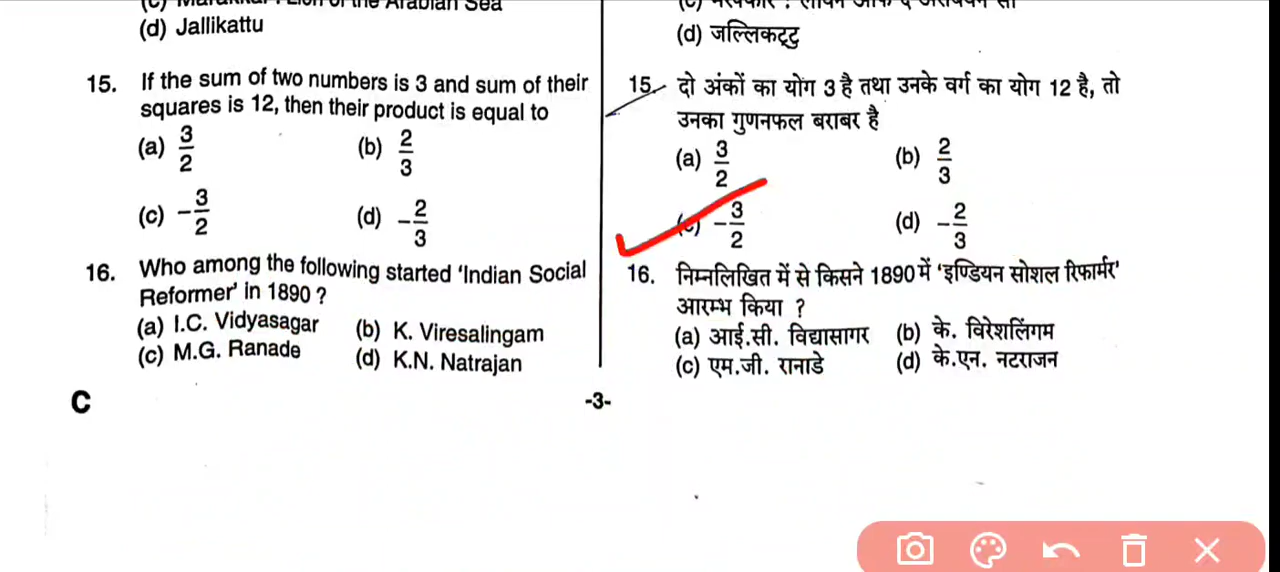 (d) Jallikattu
15. If the sum of two numbers is 3 and sum of their
squares is 12, then their product is equal to
(a) 3/2 (b) 2/3
(c) -3/2 (d) -2/3
16. Who among the following started 'Indian Social
Reformer' in 1890 ?
(a) I.C. Vidyasagar (b) K. Viresalingam
(c) M.G. Ranade (d) K.N. Natrajan
(d) जल्लिकट्टु
15. दो अंकों का योग 3 है तथा उनके वर्ग का योग 12 है, तो
उनका गुणनफल बराबर है
(a) 3/2 (b) 2/3
(c) -3/2 (d) -2/3
16. निम्नलिखित में से किसने 1890 में 'इण्डियन सोशल रिफार्मर'
आरम्भ किया ?
(a) आई.सी. विद्यासागर (b) के. विरेशलिंगम
(c) एम.जी. रानाडे (d) के.एन. नटराजन
C -3-